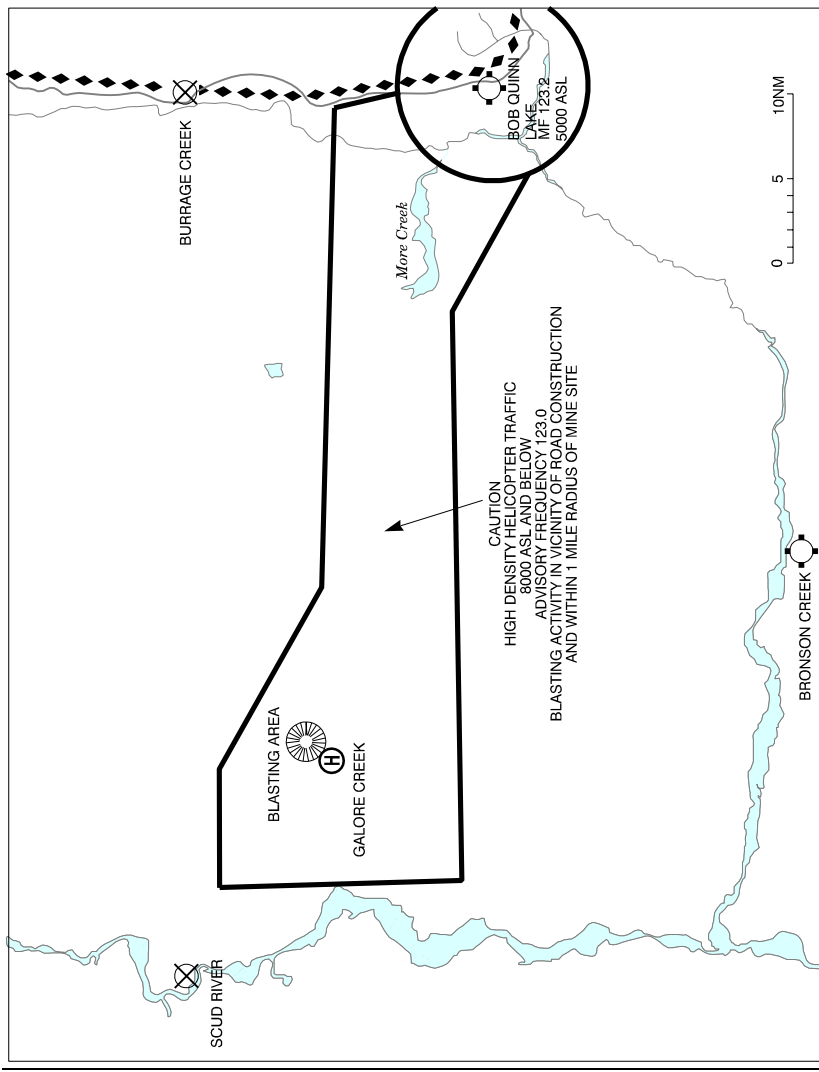 BURRAGE CREEK
BOB QUINN
LAKE
MF 123.2
5000 ASL
More Creek
0 5 10NM
CAUTION
HIGH DENSITY HELICOPTER TRAFFIC
8000 ASL AND BELOW
ADVISORY FREQUENCY 123.0
BLASTING ACTIVITY IN VICINITY OF ROAD CONSTRUCTION
AND WITHIN 1 MILE RADIUS OF MINE SITE
BLASTING AREA
H
GALORE CREEK
BRONSON CREEK
SCUD RIVER